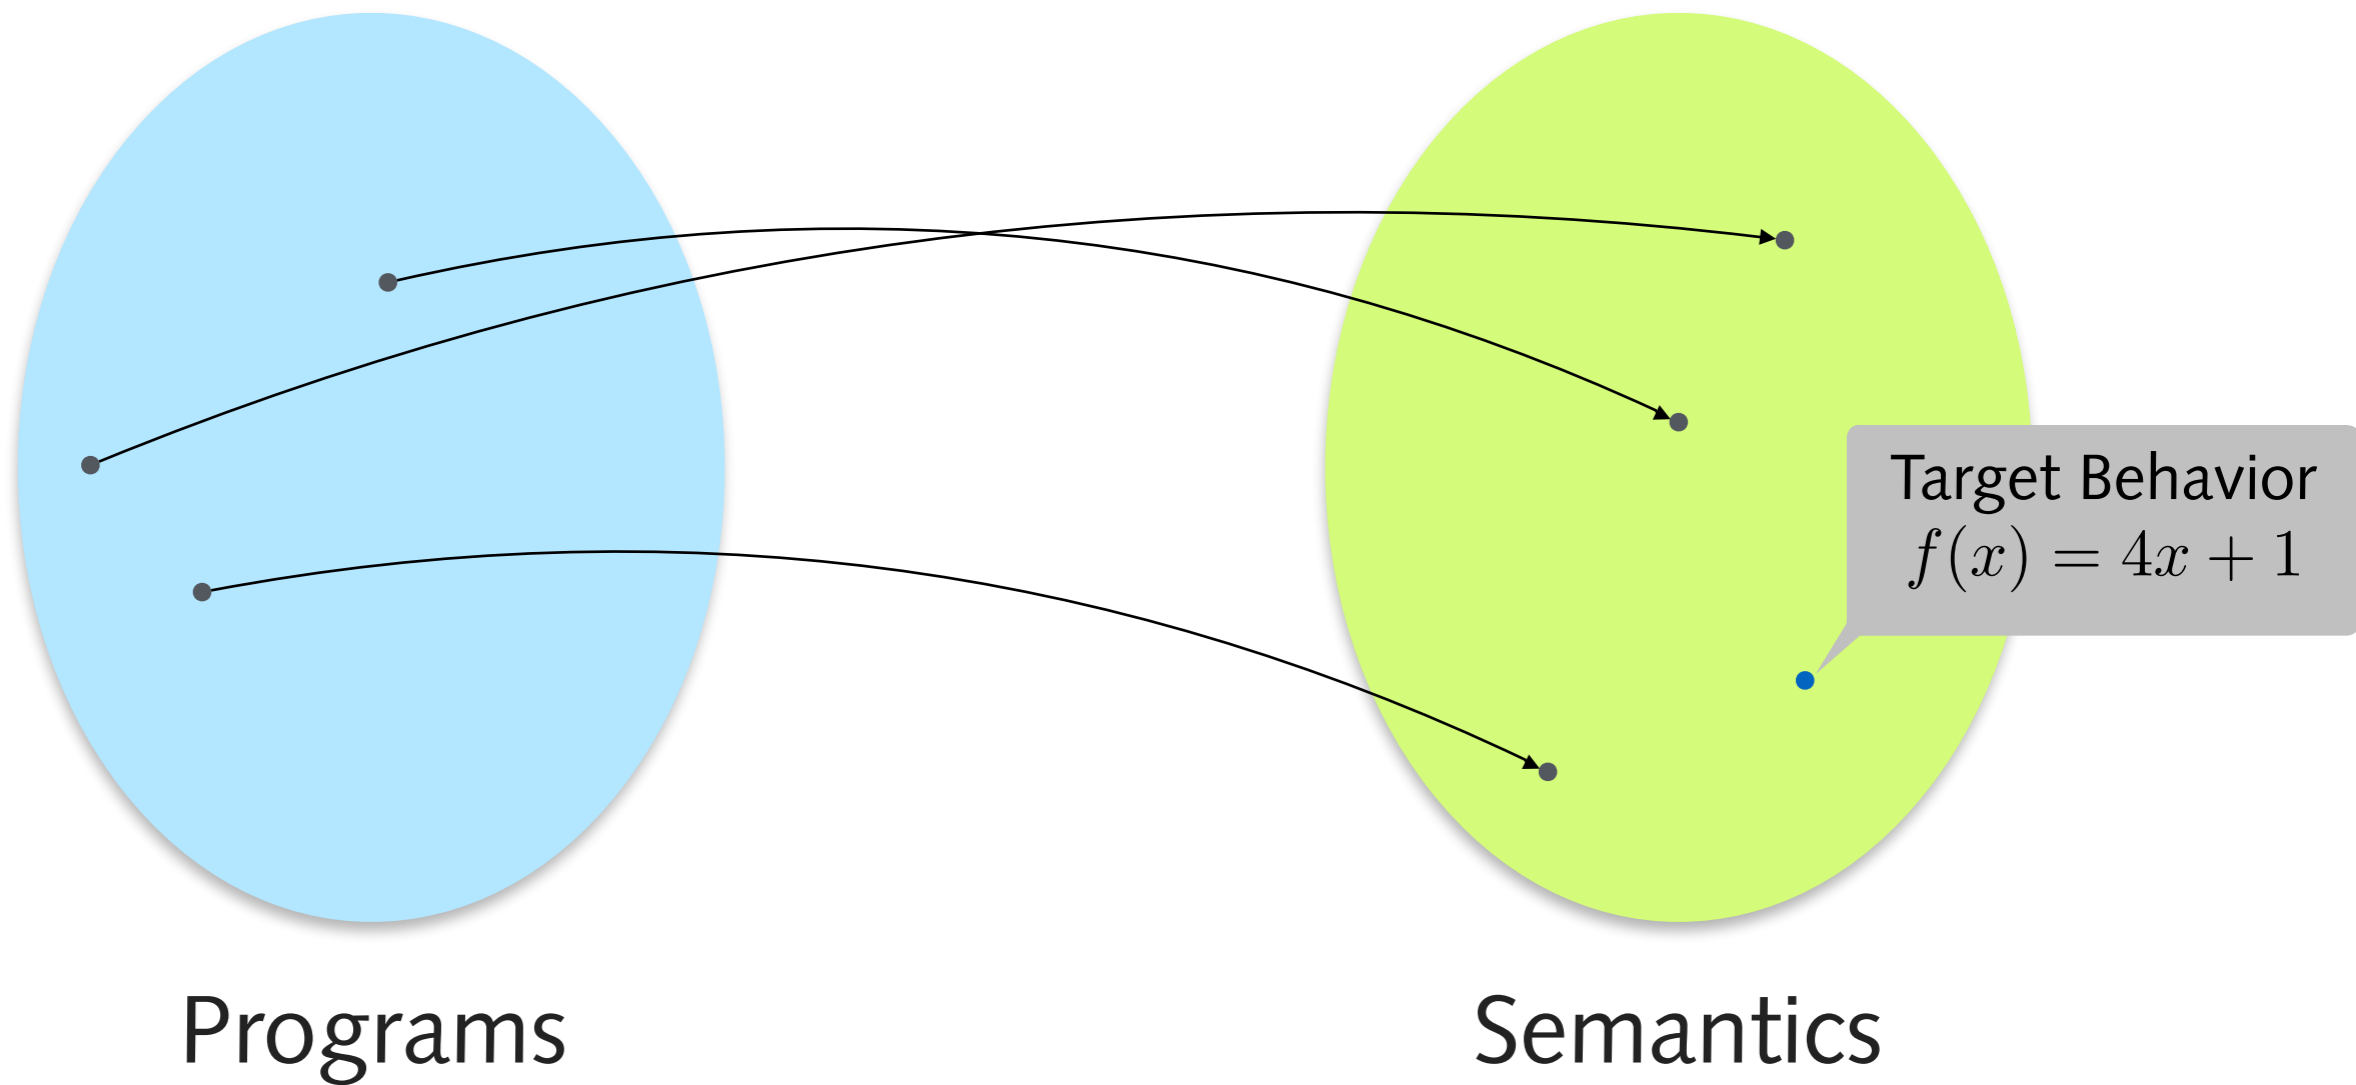 Target Behavior
f(x) = 4x + 1
Programs
Semantics